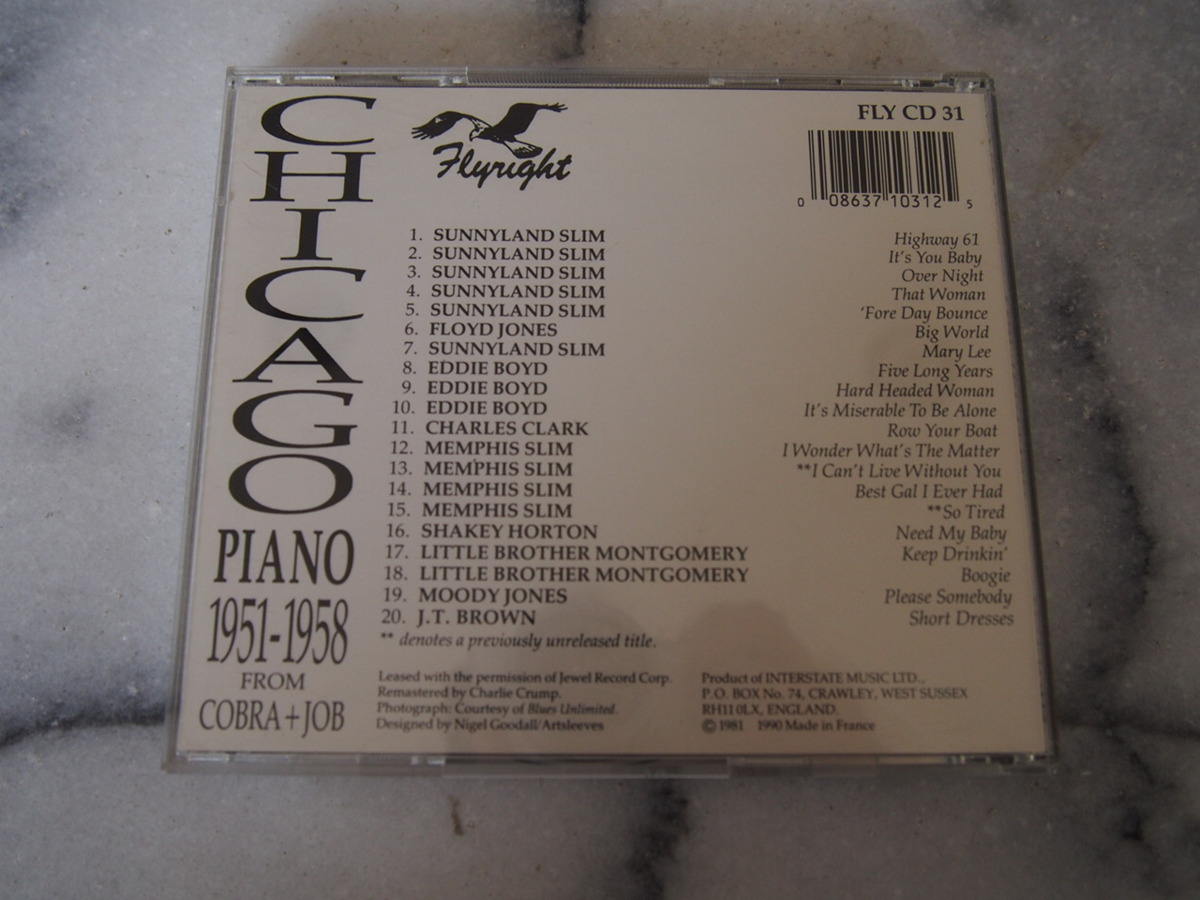 CHICAGO
PIANO
1951-1958
FROM
COBRA+JOB
Flyright
FLY CD 31
0 08637 10312 5
1. SUNNYLAND SLIM Highway 61
2. SUNNYLAND SLIM It's You Baby
3. SUNNYLAND SLIM Over Night
4. SUNNYLAND SLIM That Woman
5. SUNNYLAND SLIM 'Fore Day Bounce
6. FLOYD JONES Big World
7. SUNNYLAND SLIM Mary Lee
8. EDDIE BOYD Five Long Years
9. EDDIE BOYD Hard Headed Woman
10. EDDIE BOYD It's Miserable To Be Alone
11. CHARLES CLARK Row Your Boat
12. MEMPHIS SLIM I Wonder What's The Matter
13. MEMPHIS SLIM **I Can't Live Without You
14. MEMPHIS SLIM Best Gal I Ever Had
15. MEMPHIS SLIM **So Tired
16. SHAKEY HORTON Need My Baby
17. LITTLE BROTHER MONTGOMERY Keep Drinkin'
18. LITTLE BROTHER MONTGOMERY Boogie
19. MOODY JONES Please Somebody
20. J.T. BROWN Short Dresses
** denotes a previously unreleased title.
Leased with the permission of Jewel Record Corp.
Remastered by Charlie Crump.
Photograph: Courtesy of Blues Unlimited.
Designed by Nigel Goodall/Artsleeves
Product of INTERSTATE MUSIC LTD.,
P.O. BOX No. 74, CRAWLEY, WEST SUSSEX
RH11 0LX, ENGLAND.
© 1981 1990 Made in France